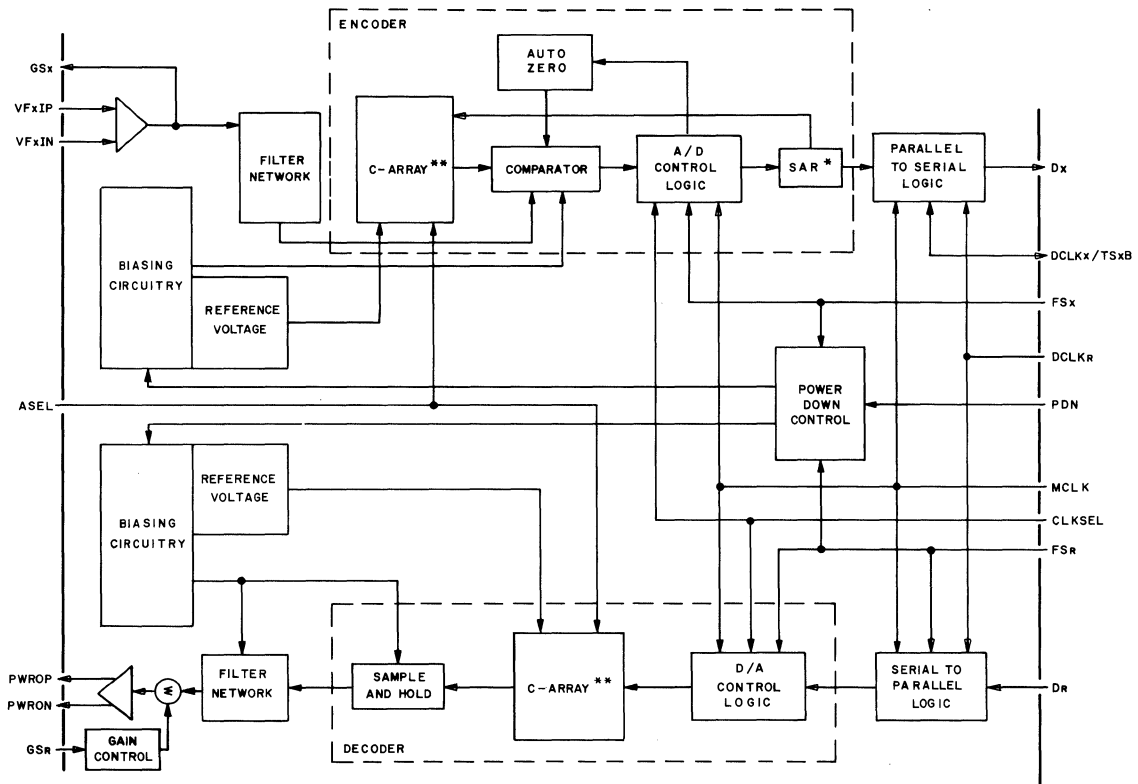 ENCODER
AUTO
ZERO
GSx
VFxIP
VFxIN
FILTER
NETWORK
C-ARRAY**
COMPARATOR
A/D
CONTROL
LOGIC
SAR*
PARALLEL
TO SERIAL
LOGIC
Dx
DCLKx/TSxB
BIASING
CIRCUITRY
REFERENCE
VOLTAGE
FSx
DCLKR
POWER
DOWN
CONTROL
PDN
ASEL
REFERENCE
VOLTAGE
BIASING
CIRCUITRY
MCLK
CLKSEL
FSR
PWROP
PWRON
GSR
Σ
GAIN
CONTROL
FILTER
NETWORK
SAMPLE
AND HOLD
C-ARRAY**
D/A
CONTROL
LOGIC
SERIAL TO
PARALLEL
LOGIC
DR
DECODER